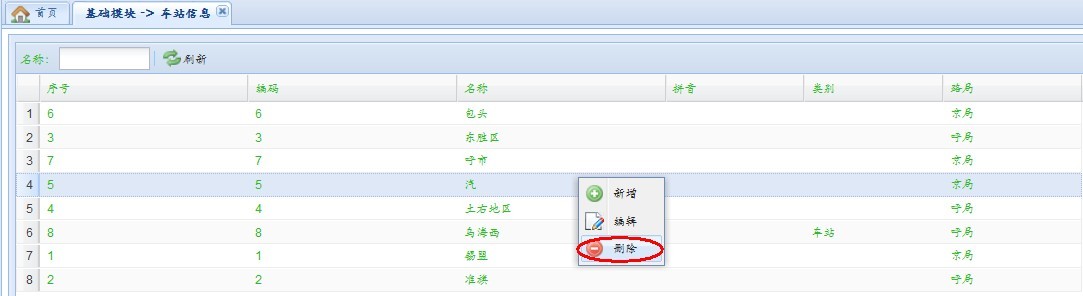 首页 基础模块 -> 车站信息
名称: 刷新
序号 编码 名称 拼音 类别 路局
1 6 6 包头 京局
2 3 3 东胜区 呼局
3 7 7 呼市 京局
4 5 5 汽 京局
新增
5 4 4 土右地区 呼局
编辑
6 8 8 乌海西 车站 呼局
删除
7 1 1 锡盟 京局
8 2 2 准旗 呼局